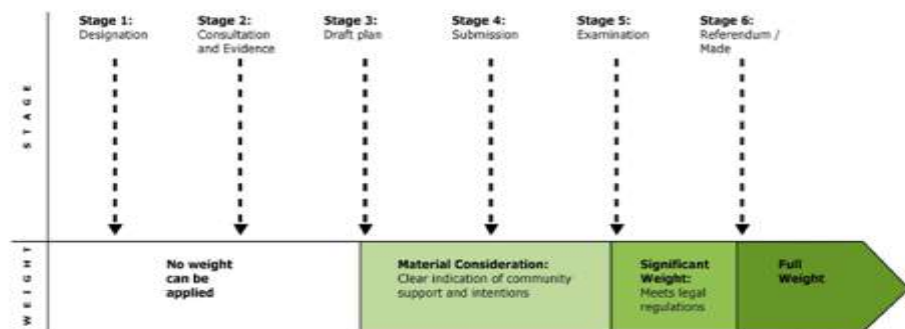 Stage 1:
Designation
Stage 2:
Consultation
and Evidence
Stage 3:
Draft plan
Stage 4:
Submission
Stage 5:
Examination
Stage 6:
Referendum /
Made
STAGE
No weight
can be
applied
Material Consideration:
Clear indication of community
support and intentions
Significant
Weight:
Meets legal
regulations
Full
Weight
WEIGHT